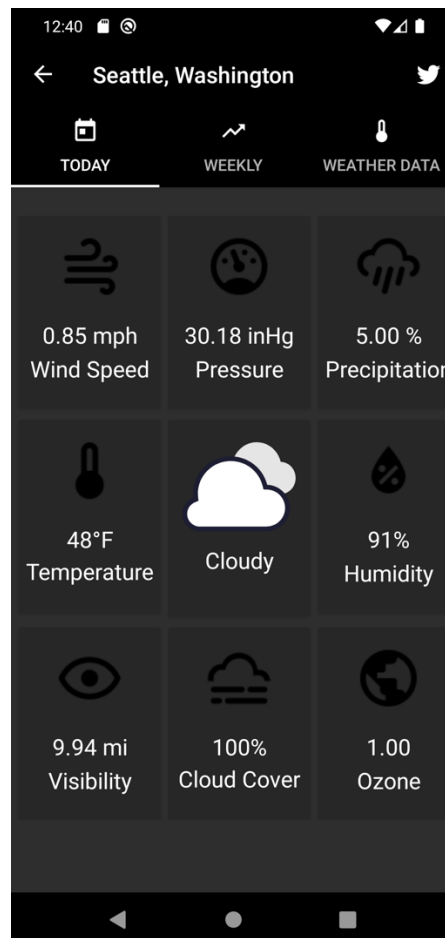 12:40
Seattle, Washington
TODAY WEEKLY WEATHER DATA
0.85 mph 30.18 inHg 5.00 %
Wind Speed Pressure Precipitation
48°F Cloudy 91%
Temperature Humidity
9.94 mi 100% 1.00
Visibility Cloud Cover Ozone